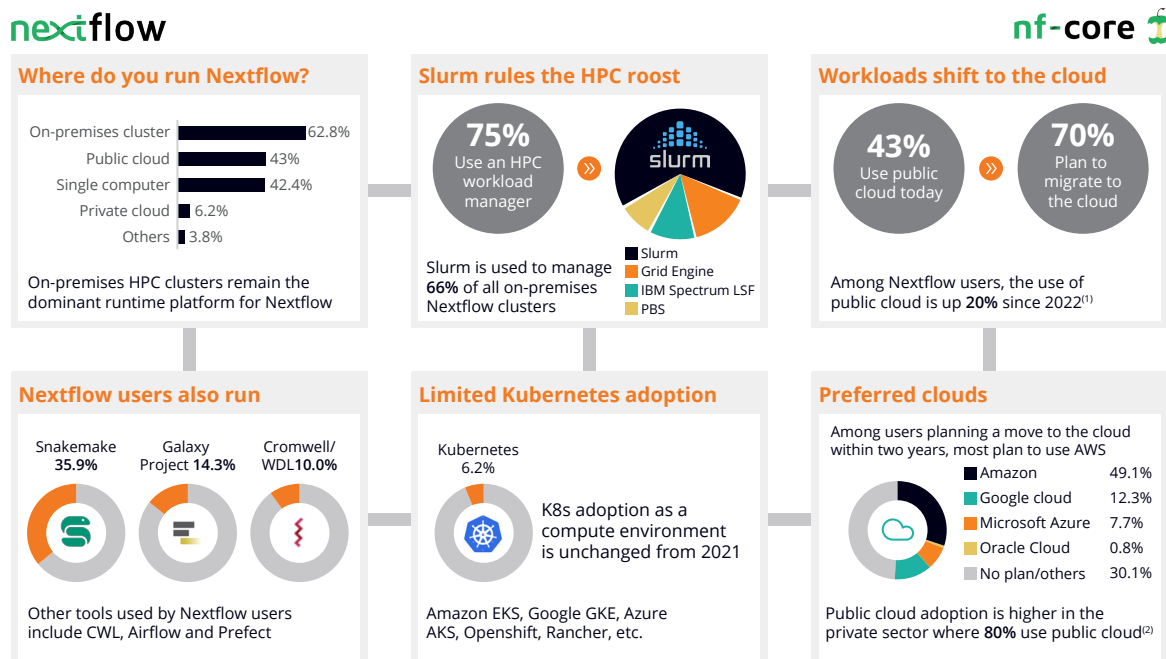 nextflow
nf-core
Where do you run Nextflow?
On-premises cluster 62.8%
Public cloud 43%
Single computer 42.4%
Private cloud 6.2%
Others 3.8%
On-premises HPC clusters remain the
dominant runtime platform for Nextflow
Slurm rules the HPC roost
75%
Use an HPC
workload
manager
slurm
Slurm
Grid Engine
IBM Spectrum LSF
PBS
Slurm is used to manage
66% of all on-premises
Nextflow clusters
Workloads shift to the cloud
43%
Use public
cloud today
70%
Plan to
migrate to
the cloud
Among Nextflow users, the use of
public cloud is up 20% since 2022(1)
Nextflow users also run
Snakemake
35.9%
Galaxy
Project 14.3%
Cromwell/
WDL10.0%
Other tools used by Nextflow users
include CWL, Airflow and Prefect
Limited Kubernetes adoption
Kubernetes
6.2%
K8s adoption as a
compute environment
is unchanged from 2021
Amazon EKS, Google GKE, Azure
AKS, Openshift, Rancher, etc.
Preferred clouds
Among users planning a move to the cloud
within two years, most plan to use AWS
Amazon 49.1%
Google cloud 12.3%
Microsoft Azure 7.7%
Oracle Cloud 0.8%
No plan/others 30.1%
Public cloud adoption is higher in the
private sector where 80% use public cloud(2)